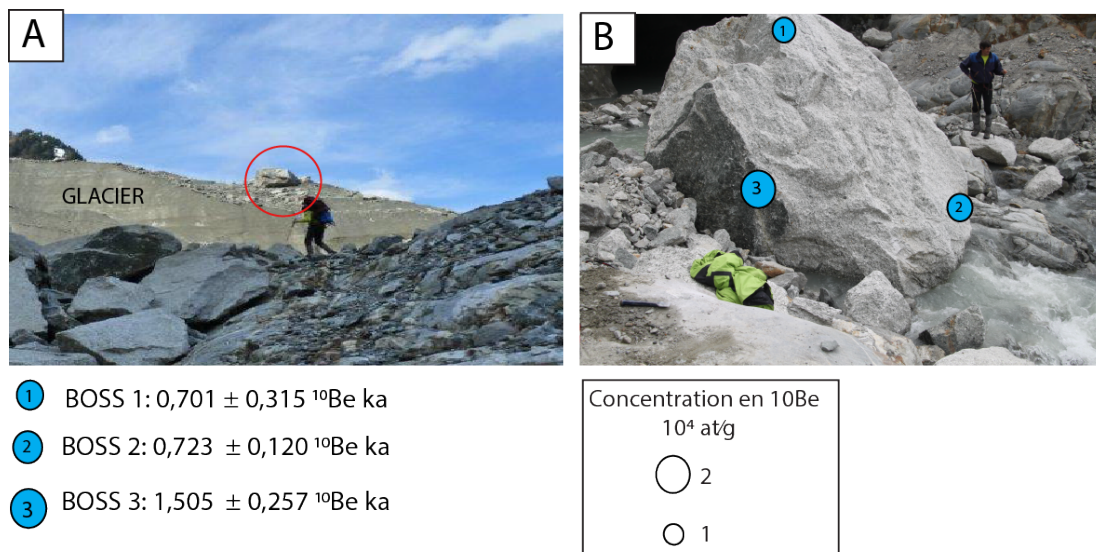 A
GLACIER
B
1
3
2
1 BOSS 1: 0,701 ± 0,315 ¹⁰Be ka
2 BOSS 2: 0,723 ± 0,120 ¹⁰Be ka
3 BOSS 3: 1,505 ± 0,257 ¹⁰Be ka
Concentration en 10Be
10⁴ at/g
2
1